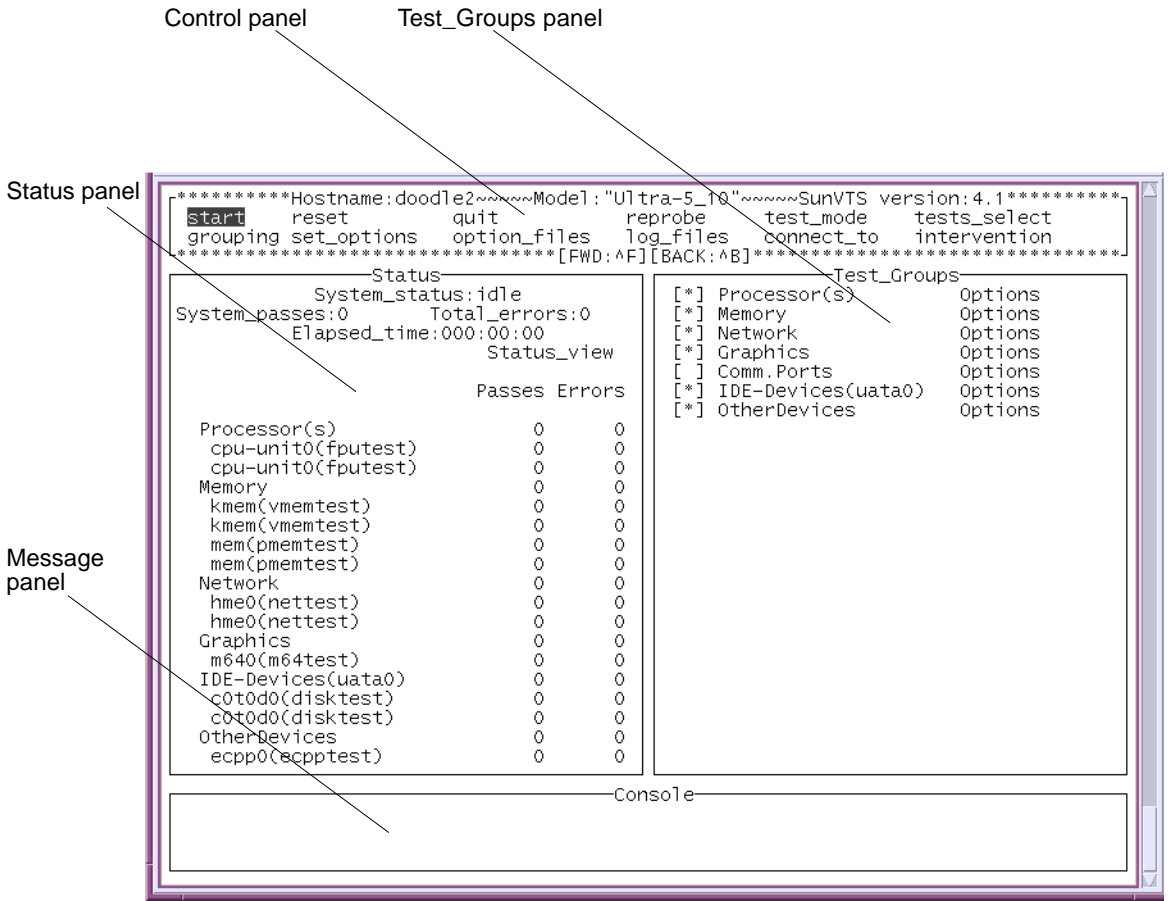 Control panel Test_Groups panel
Status panel
**********Hostname:doodle2~~~~~Model:"Ultra-5_10"~~~~~SunVTS version:4.1**********
start reset quit reprobe test_mode tests_select
grouping set_options option_files log_files connect_to intervention
**********************************[FWD:^F][BACK:^B]**********************************
Status
System_status:idle
System_passes:0 Total_errors:0
Elapsed_time:000:00:00
Status_view
Passes Errors
Processor(s) 0 0
cpu-unit0(fputest) 0 0
cpu-unit0(fputest) 0 0
Memory 0 0
kmem(vmemtest) 0 0
kmem(vmemtest) 0 0
mem(pmemtest) 0 0
mem(pmemtest) 0 0
Network 0 0
hme0(nettest) 0 0
hme0(nettest) 0 0
Graphics 0 0
m640(m64test) 0 0
IDE-Devices(uata0) 0 0
c0t0d0(disktest) 0 0
c0t0d0(disktest) 0 0
OtherDevices 0 0
ecpp0(ecpptest) 0 0
Test_Groups
[*] Processor(s) Options
[*] Memory Options
[*] Network Options
[*] Graphics Options
[ ] Comm.Ports Options
[*] IDE-Devices(uata0) Options
[*] OtherDevices Options
Message
panel
Console